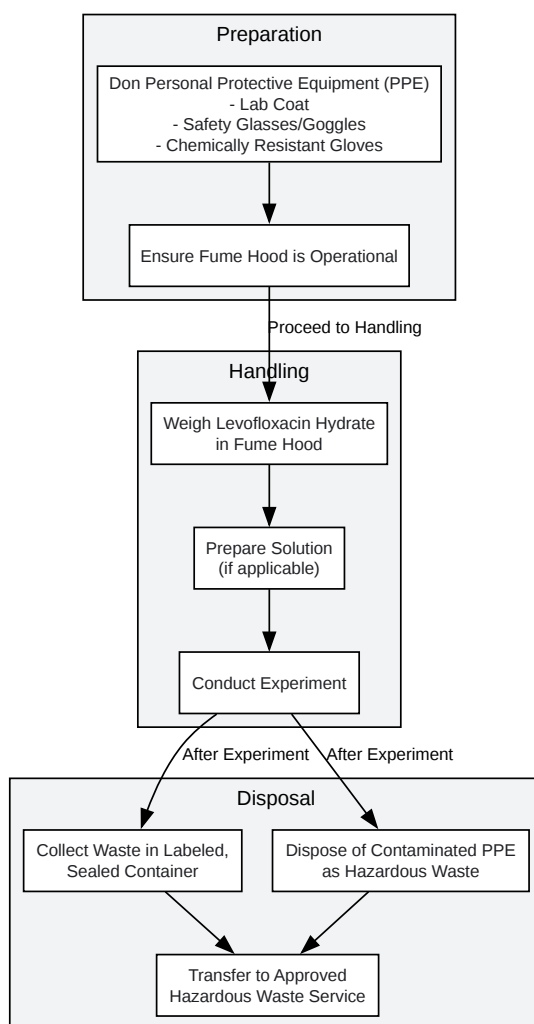 Preparation
Don Personal Protective Equipment (PPE)
- Lab Coat
- Safety Glasses/Goggles
- Chemically Resistant Gloves
Ensure Fume Hood is Operational
Proceed to Handling
Handling
Weigh Levofloxacin Hydrate
in Fume Hood
Prepare Solution
(if applicable)
Conduct Experiment
After Experiment
After Experiment
Disposal
Collect Waste in Labeled,
Sealed Container
Dispose of Contaminated PPE
as Hazardous Waste
Transfer to Approved
Hazardous Waste Service